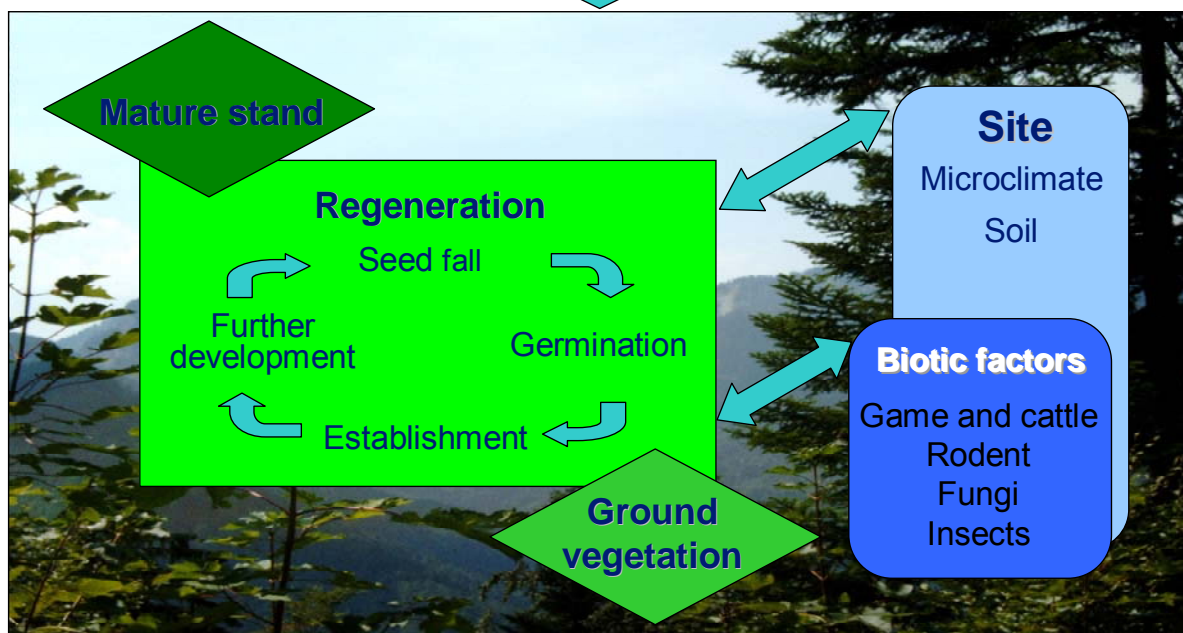 Mature stand
Regeneration
Seed fall
Germination
Establishment
Further
development
Ground
vegetation
Site
Microclimate
Soil
Biotic factors
Game and cattle
Rodent
Fungi
Insects